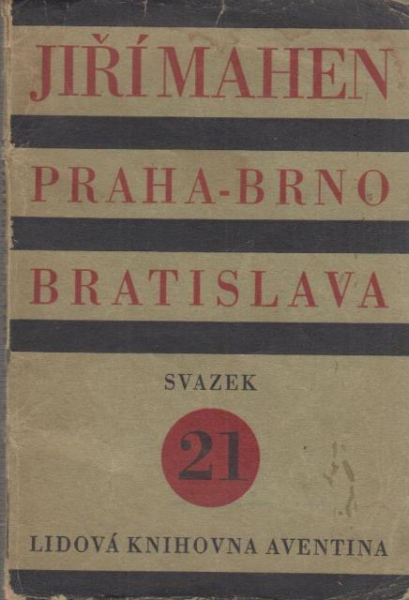 JIŘÍ MAHEN
PRAHA-BRNO
BRATISLAVA
SVAZEK
21
LIDOVÁ KNIHOVNA AVENTINA